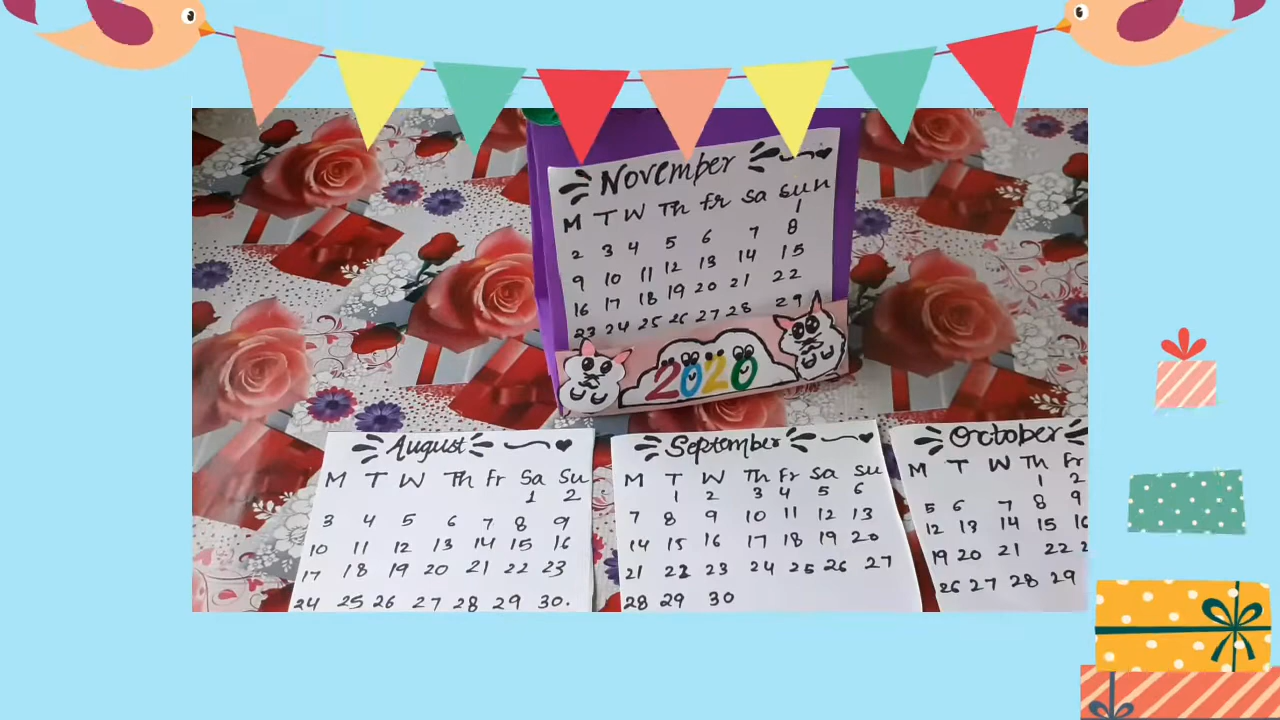 November
M T W Th Fr Sa Sun
1
2 3 4 5 6 7 8
9 10 11 12 13 14 15
16 17 18 19 20 21 22
23 24 25 26 27 28 29
2020
August
M T W Th Fr Sa Su
1 2
3 4 5 6 7 8 9
10 11 12 13 14 15 16
17 18 19 20 21 22 23
24 25 26 27 28 29 30.
September
M T W Th Fr Sa Su
1 2 3 4 5 6
7 8 9 10 11 12 13
14 15 16 17 18 19 20
21 22 23 24 25 26 27
28 29 30
October
M T W Th Fr
1 2
5 6 7 8 9
12 13 14 15
19 20 21 22
26 27 28 29